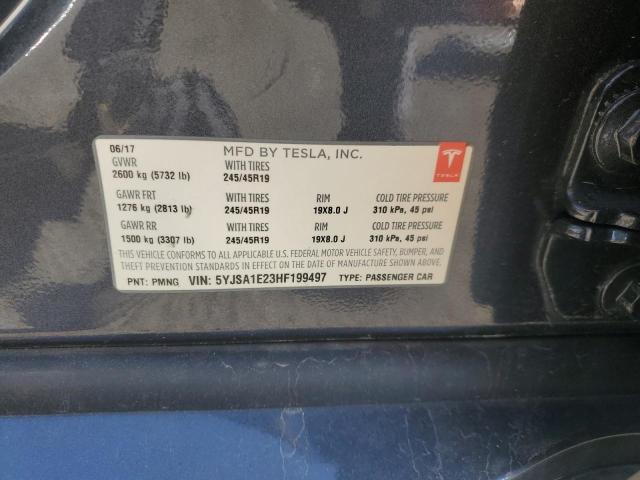 06/17 MFD BY TESLA, INC.
GVWR WITH TIRES
2600 kg (5732 lb) 245/45R19
TESLA
GAWR FRT WITH TIRES RIM COLD TIRE PRESSURE
1276 kg (2813 lb) 245/45R19 19X8.0 J 310 kPa, 45 psi
GAWR RR WITH TIRES RIM COLD TIRE PRESSURE
1500 kg (3307 lb) 245/45R19 19X8.0 J 310 kPa, 45 psi
THIS VEHICLE CONFORMS TO ALL APPLICABLE U.S. FEDERAL MOTOR VEHICLE SAFETY, BUMPER, AND
THEFT PREVENTION STANDARDS IN EFFECT ON THE DATE OF MANUFACTURE SHOWN ABOVE.
PNT: PMNG VIN: 5YJSA1E23HF199497 TYPE: PASSENGER CAR